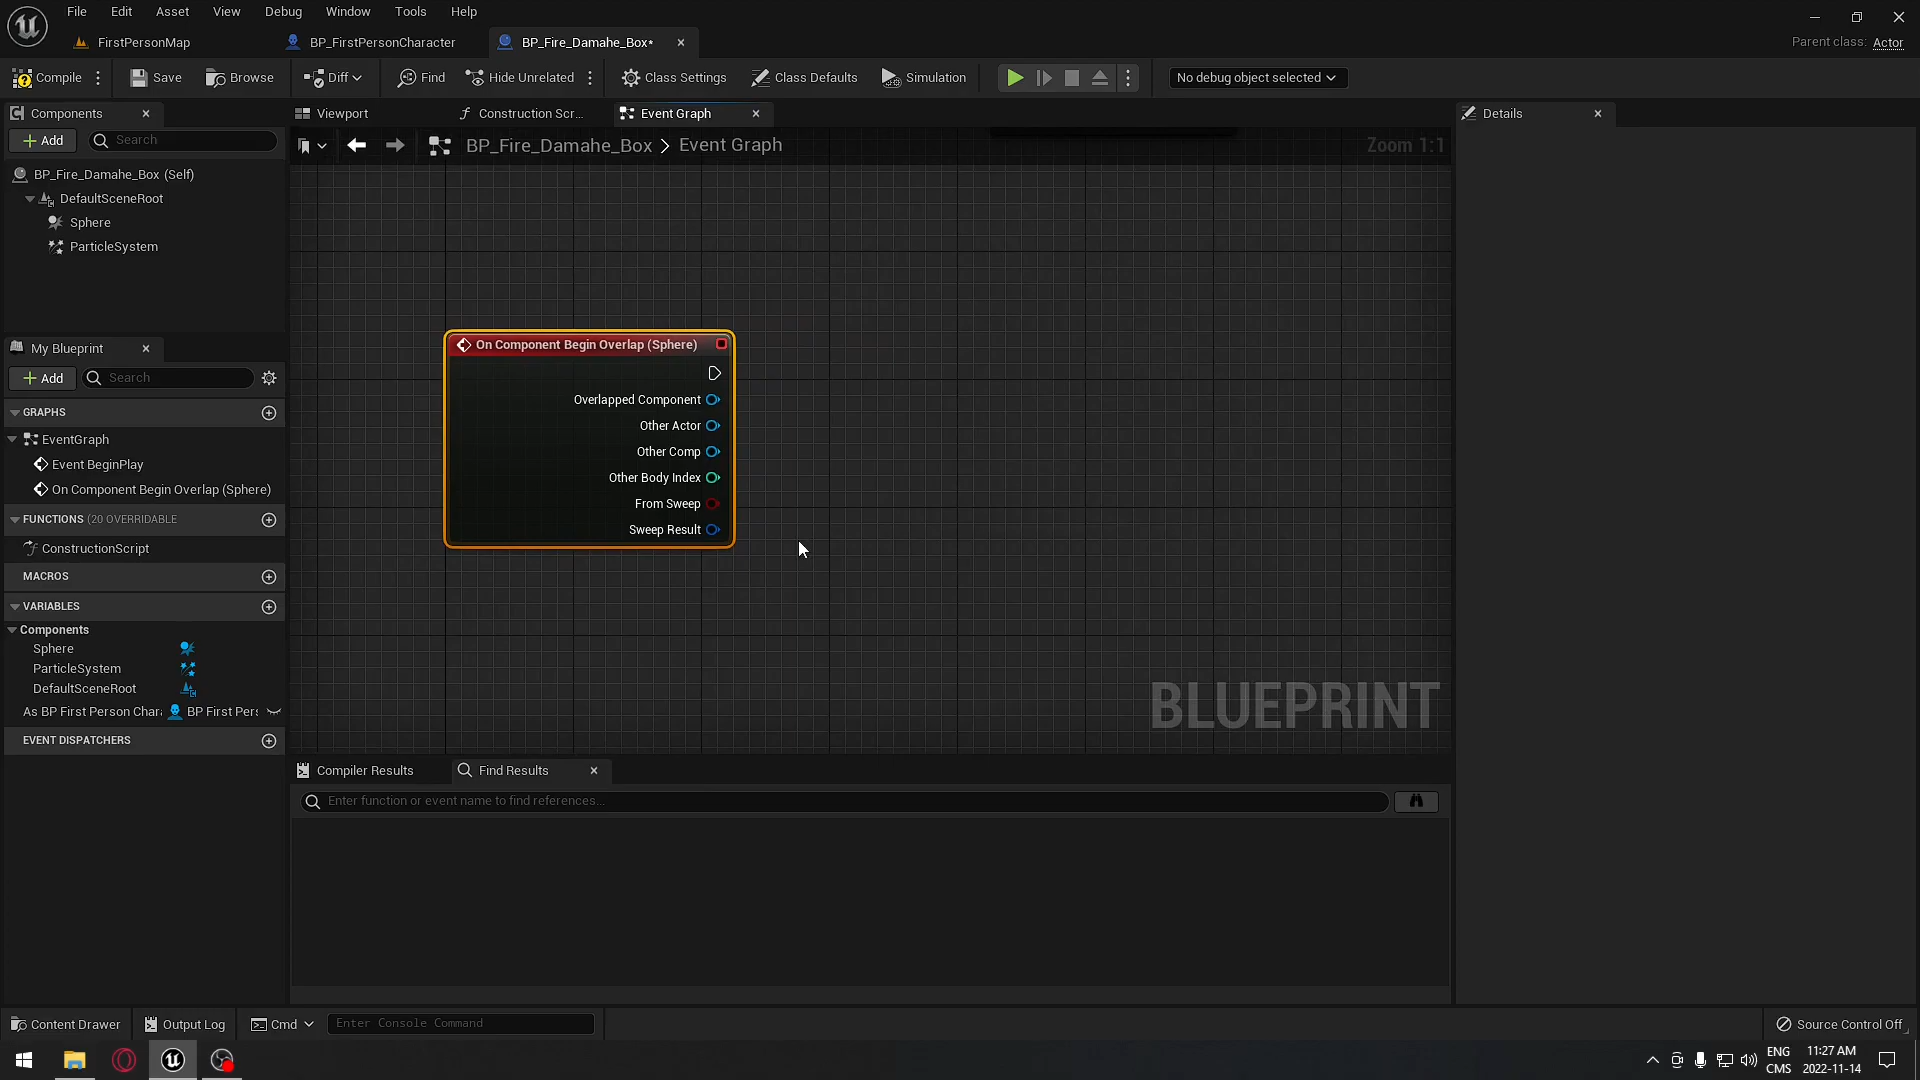 File Edit Asset View Debug Window Tools Help
FirstPersonMap BP_FirstPersonCharacter BP_Fire_Damahe_Box* Parent class: Actor
Compile Save Browse Diff Find Hide Unrelated Class Settings Class Defaults Simulation No debug object selected
Components Viewport Construction Scr... Event Graph Details
Add Search BP_Fire_Damahe_Box > Event Graph Zoom 1:1
BP_Fire_Damahe_Box (Self)
DefaultSceneRoot
Sphere
ParticleSystem
On Component Begin Overlap (Sphere)
Overlapped Component
Other Actor
Other Comp
Other Body Index
From Sweep
Sweep Result
My Blueprint
Add Search
GRAPHS
EventGraph
Event BeginPlay
On Component Begin Overlap (Sphere)
FUNCTIONS (20 OVERRIDABLE
ConstructionScript
MACROS
VARIABLES
Components
Sphere
ParticleSystem
DefaultSceneRoot
As BP First Person Chara BP First Pers
EVENT DISPATCHERS
BLUEPRINT
Compiler Results Find Results
Enter function or event name to find references...
Content Drawer Output Log Cmd Enter Console Command Source Control Off
ENG 11:27 AM
CMS 2022-11-14